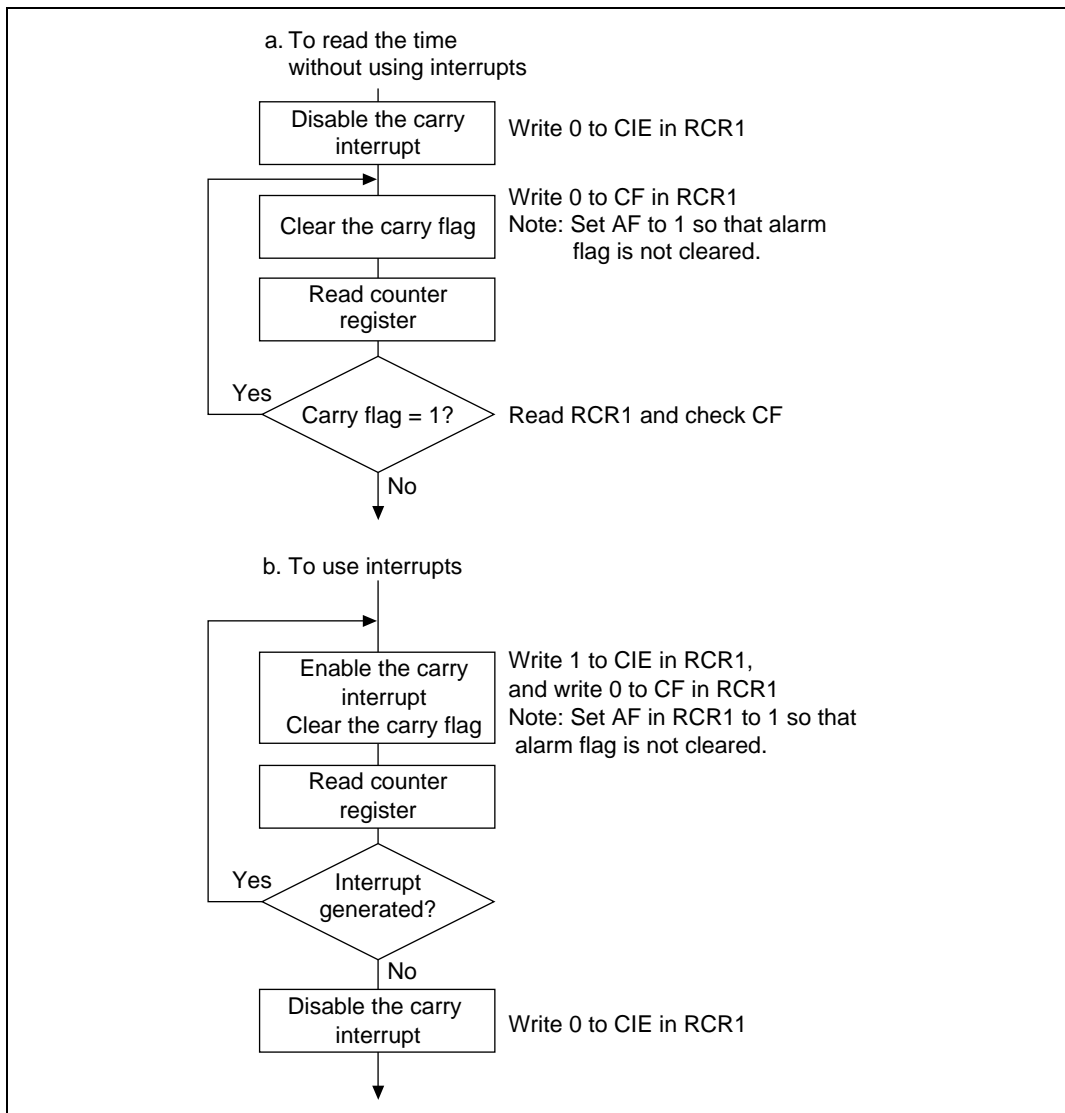 a. To read the time
without using interrupts
Disable the carry
interrupt
Write 0 to CIE in RCR1
Clear the carry flag
Write 0 to CF in RCR1
Note: Set AF to 1 so that alarm
flag is not cleared.
Read counter
register
Yes
Carry flag = 1?
Read RCR1 and check CF
No
b. To use interrupts
Enable the carry
interrupt
Clear the carry flag
Write 1 to CIE in RCR1,
and write 0 to CF in RCR1
Note: Set AF in RCR1 to 1 so that
alarm flag is not cleared.
Read counter
register
Yes
Interrupt
generated?
No
Disable the carry
interrupt
Write 0 to CIE in RCR1